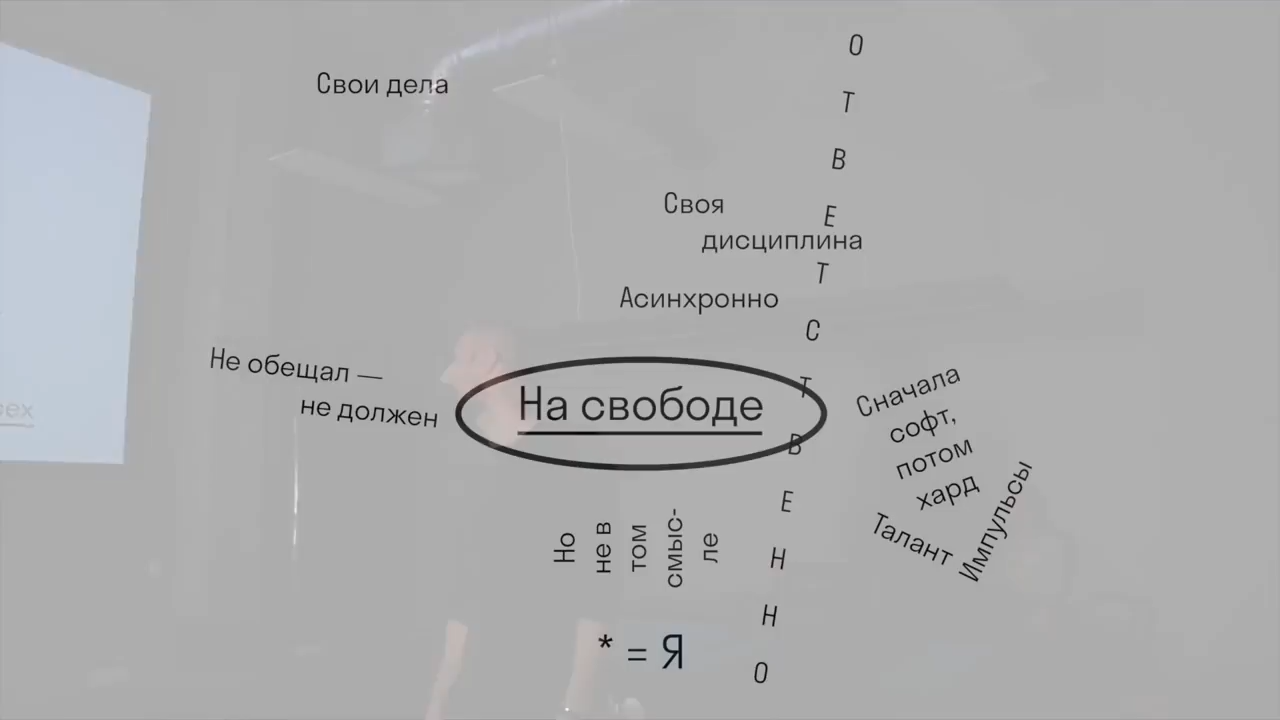 Свои дела
ОТВЕТСТВЕННО
Своя
дисциплина
Асинхронно
Не обещал —
не должен
На свободе
Сначала
софт,
потом
хард
Талант
Импульсы
Но
не в
том
смыс-
ле
* = Я